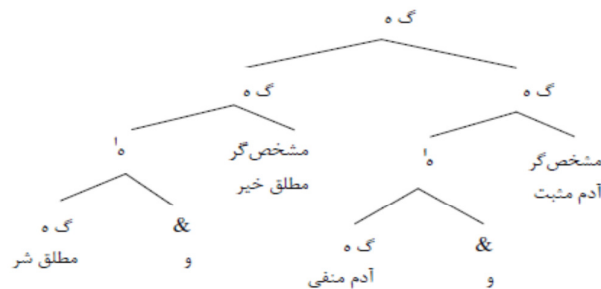 گ ه
گ ه گ ه
مشخص‌گر ه' مشخص‌گر ه'
آدم مثبت مطلق خیر
& گ ه & گ ه
و آدم منفی و مطلق شر